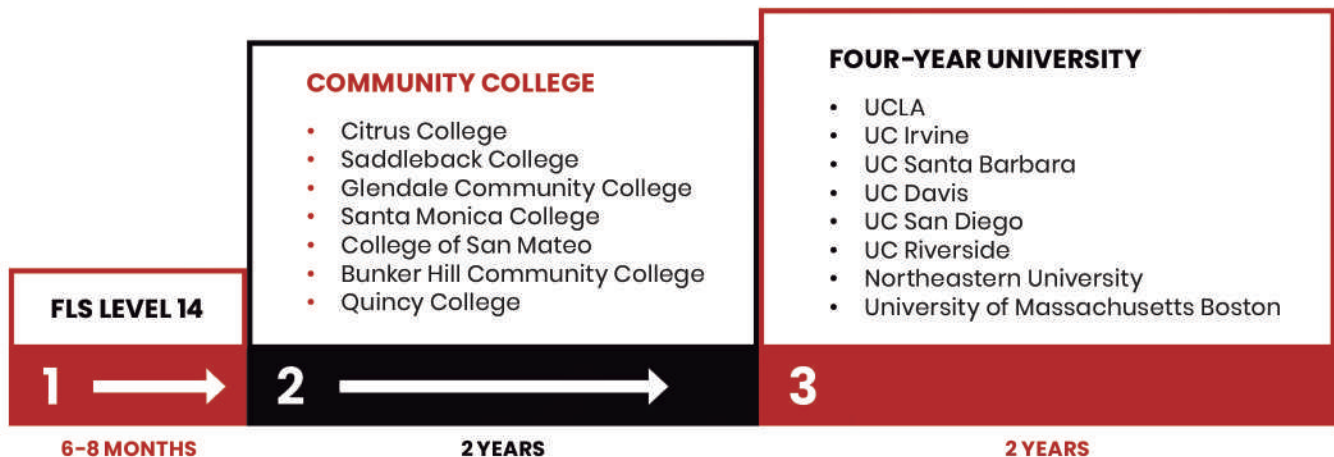 FLS LEVEL 14
1
6-8 MONTHS
COMMUNITY COLLEGE
• Citrus College
• Saddleback College
• Glendale Community College
• Santa Monica College
• College of San Mateo
• Bunker Hill Community College
• Quincy College
2
2 YEARS
FOUR-YEAR UNIVERSITY
• UCLA
• UC Irvine
• UC Santa Barbara
• UC Davis
• UC San Diego
• UC Riverside
• Northeastern University
• University of Massachusetts Boston
3
2 YEARS